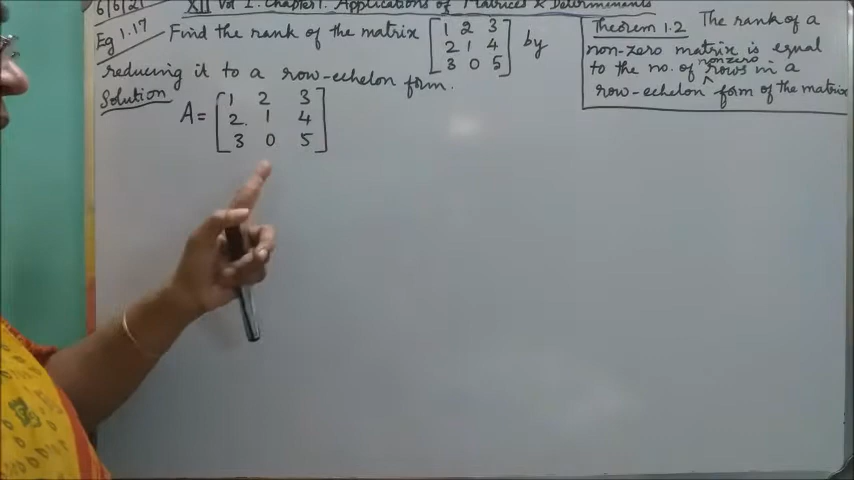 6/6/21 XII Vol I. Chapter 1. Applications of Matrices & Determinants
Eg 1.17 Find the rank of the matrix [1 2 3
2 1 4
3 0 5] by
reducing it to a row-echelon form.
Theorem 1.2 The rank of a
non-zero matrix is equal
to the no. of nonzero rows in a
row-echelon form of the matrix
Solution
A = [1 2 3
2 1 4
3 0 5]